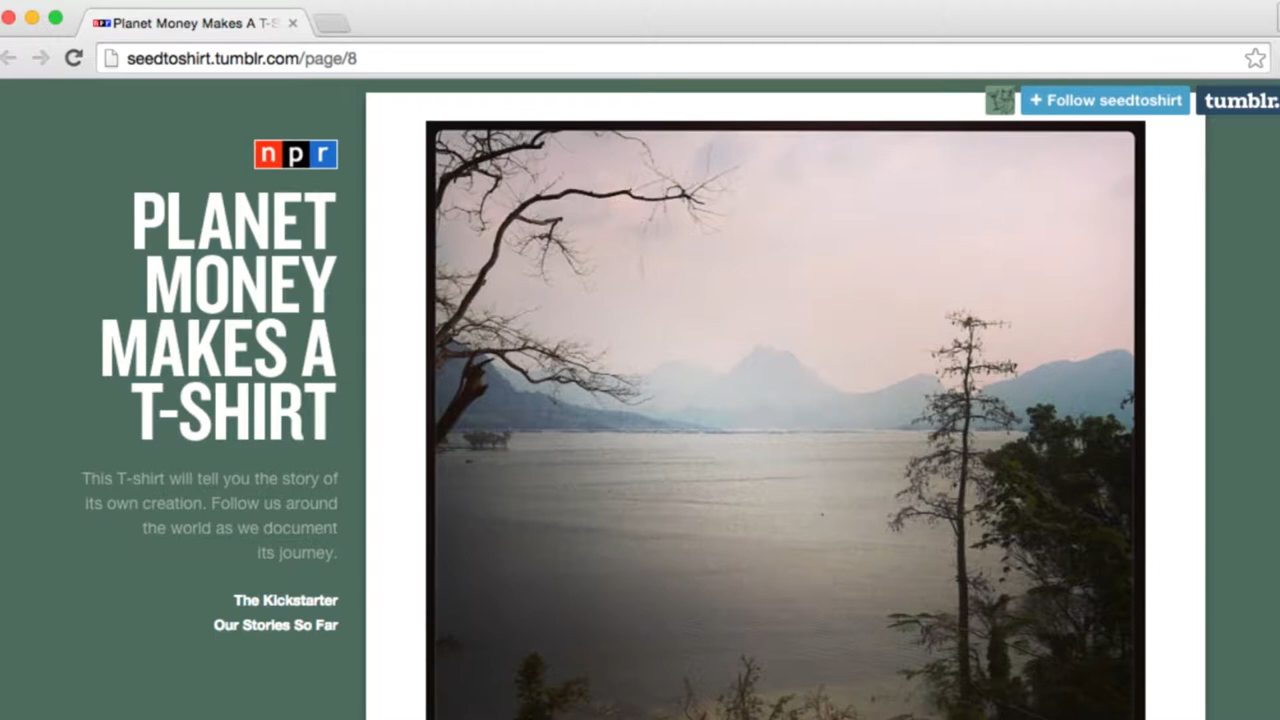 npr Planet Money Makes A T-S
seedtoshirt.tumblr.com/page/8
+ Follow seedtoshirt
tumblr.
npr
PLANET
MONEY
MAKES A
T-SHIRT
This T-shirt will tell you the story of
its own creation. Follow us around
the world as we document
its journey.
The Kickstarter
Our Stories So Far